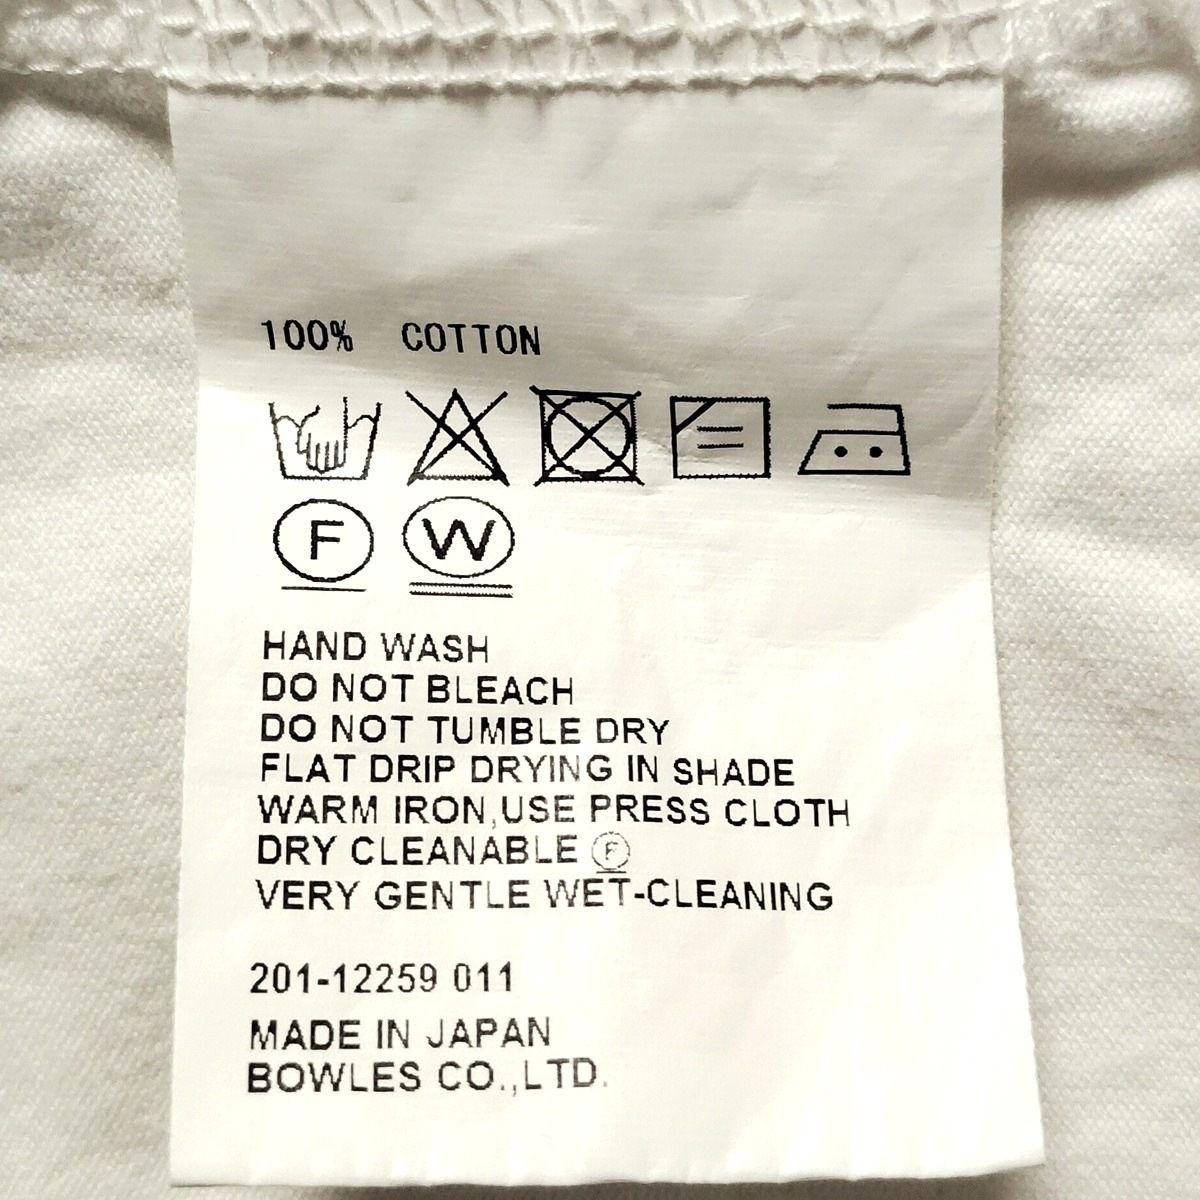 100% COTTON
F W
HAND WASH
DO NOT BLEACH
DO NOT TUMBLE DRY
FLAT DRIP DRYING IN SHADE
WARM IRON,USE PRESS CLOTH
DRY CLEANABLE Ⓕ
VERY GENTLE WET-CLEANING
201-12259 011
MADE IN JAPAN
BOWLES CO.,LTD.